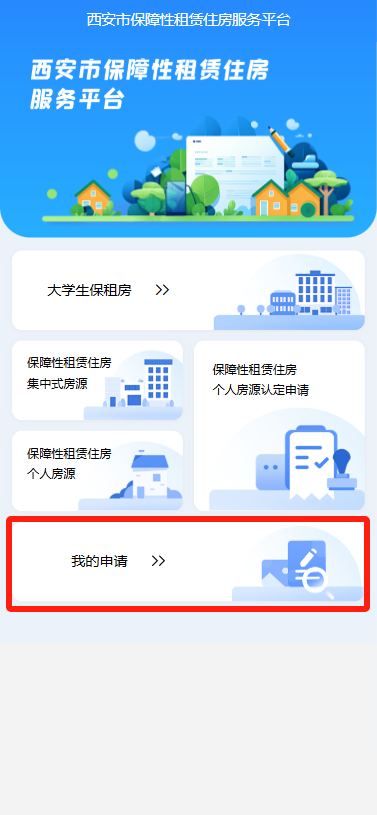 西安市保障性租赁住房服务平台
西安市保障性租赁住房
服务平台
大学生保租房 >>
保障性租赁住房
集中式房源
保障性租赁住房
个人房源认定申请
保障性租赁住房
个人房源
我的申请 >>